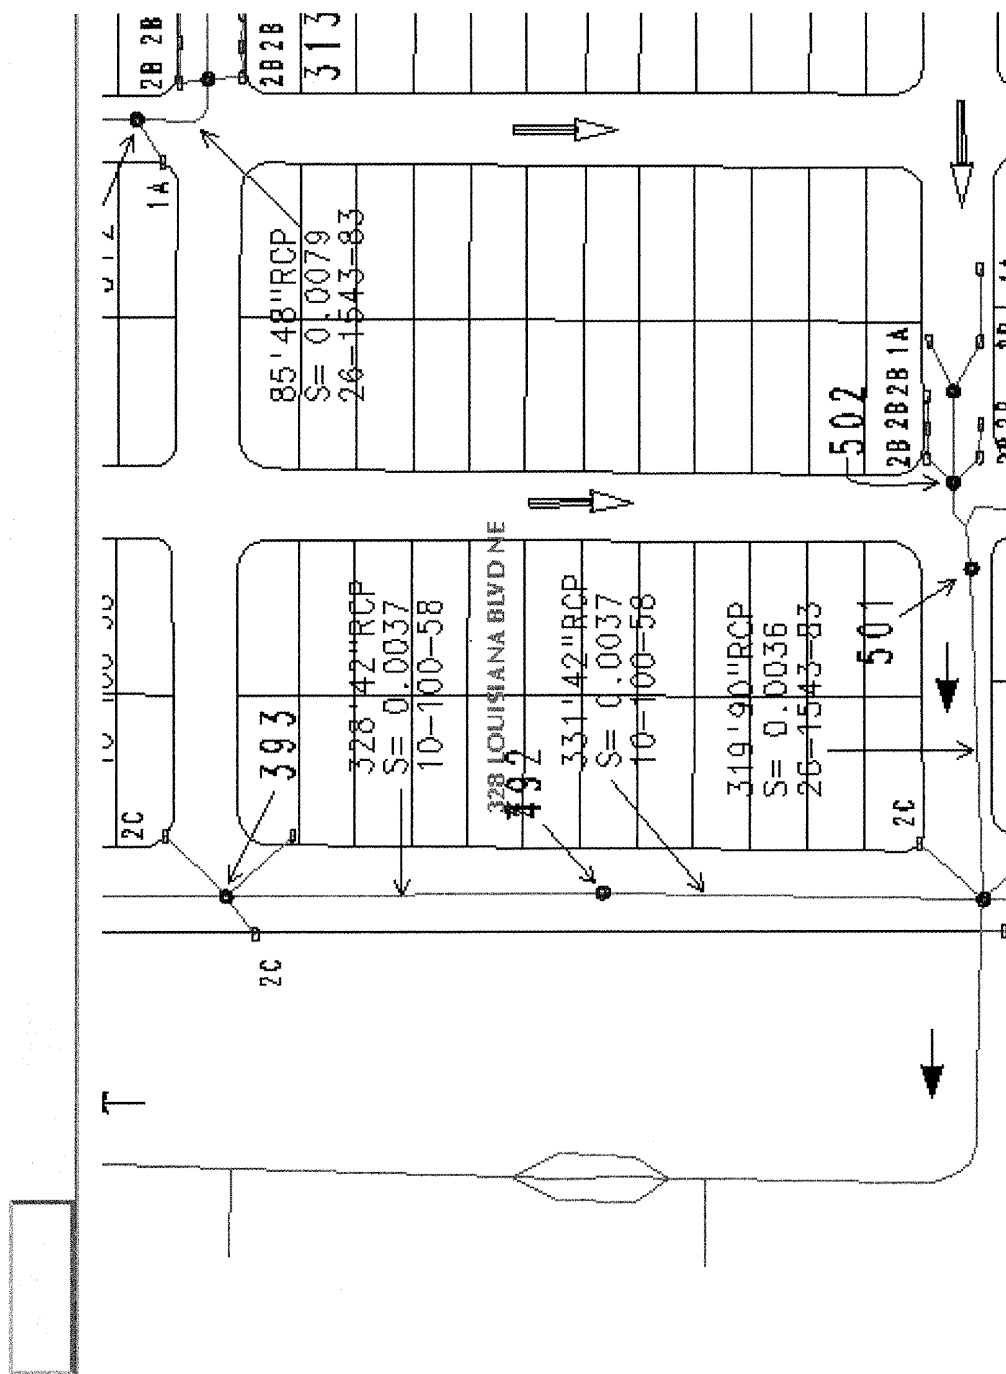 2B 2B
2B 2B
313
1A
85'48"RCP
S= 0.0079
26-1543-83
502
2B 2B 2B 1A
393
2C
2C
328'42"RCP
S= 0.0037
10-100-58
328 LOUISIANA BLVD NE
492
331'42"RCP
S= 0.0037
10-100-58
319'90"RCP
S= 0.0036
26-1543-83
501
2C